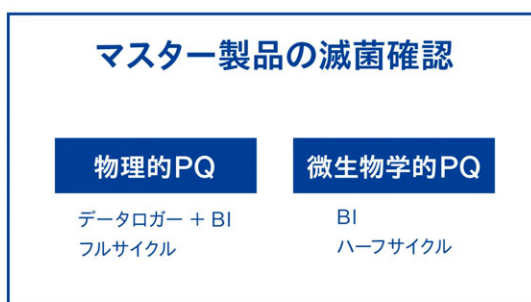 マスター製品の滅菌確認
物理的PQ
データロガー + BI
フルサイクル
微生物学的PQ
BI
ハーフサイクル